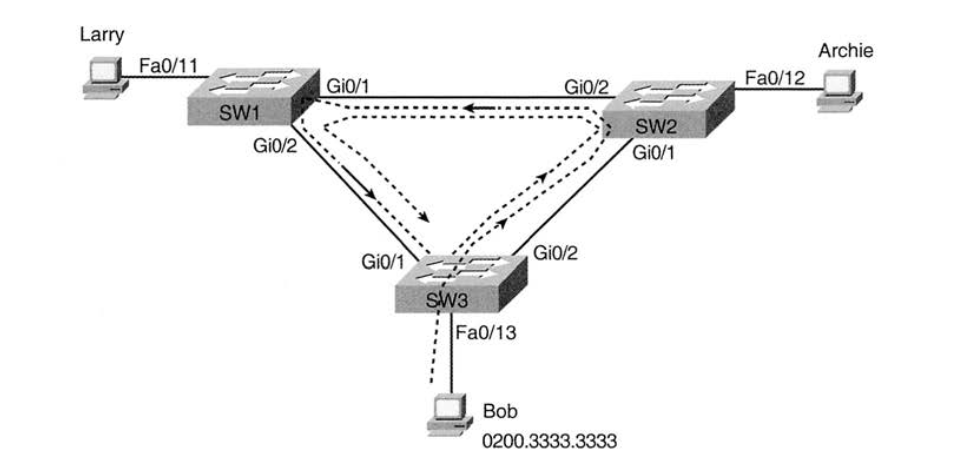 Larry
Archie
Fa0/11
Gi0/1
Gi0/2
Fa0/12
SW1
SW2
Gi0/2
Gi0/1
Gi0/1
Gi0/2
SW3
Fa0/13
Bob
0200.3333.3333